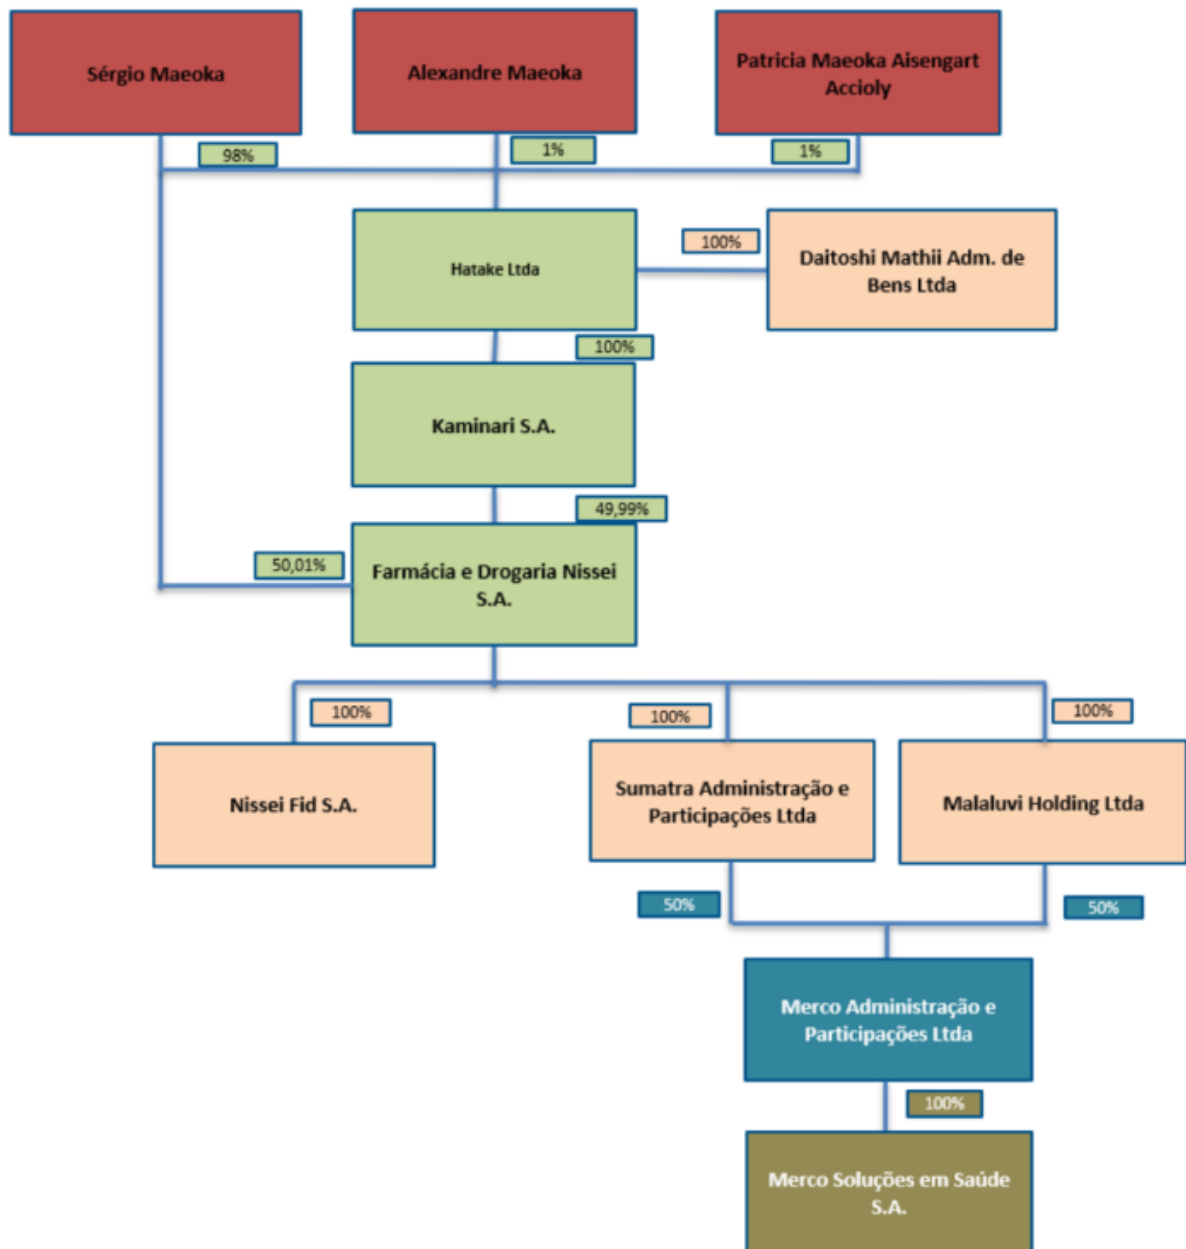 Sérgio Maeoka
Alexandre Maeoka
Patricia Maeoka Aisengart
Accioly
98%
1%
1%
Hatake Ltda
100%
Daitoshi Mathii Adm. de
Bens Ltda
100%
Kaminari S.A.
49,99%
50,01%
Farmácia e Drogaria Nissei
S.A.
100%
100%
100%
Nissei Fid S.A.
Sumatra Administração e
Participações Ltda
Malaluvi Holding Ltda
50%
50%
Merco Administração e
Participações Ltda
100%
Merco Soluções em Saúde
S.A.